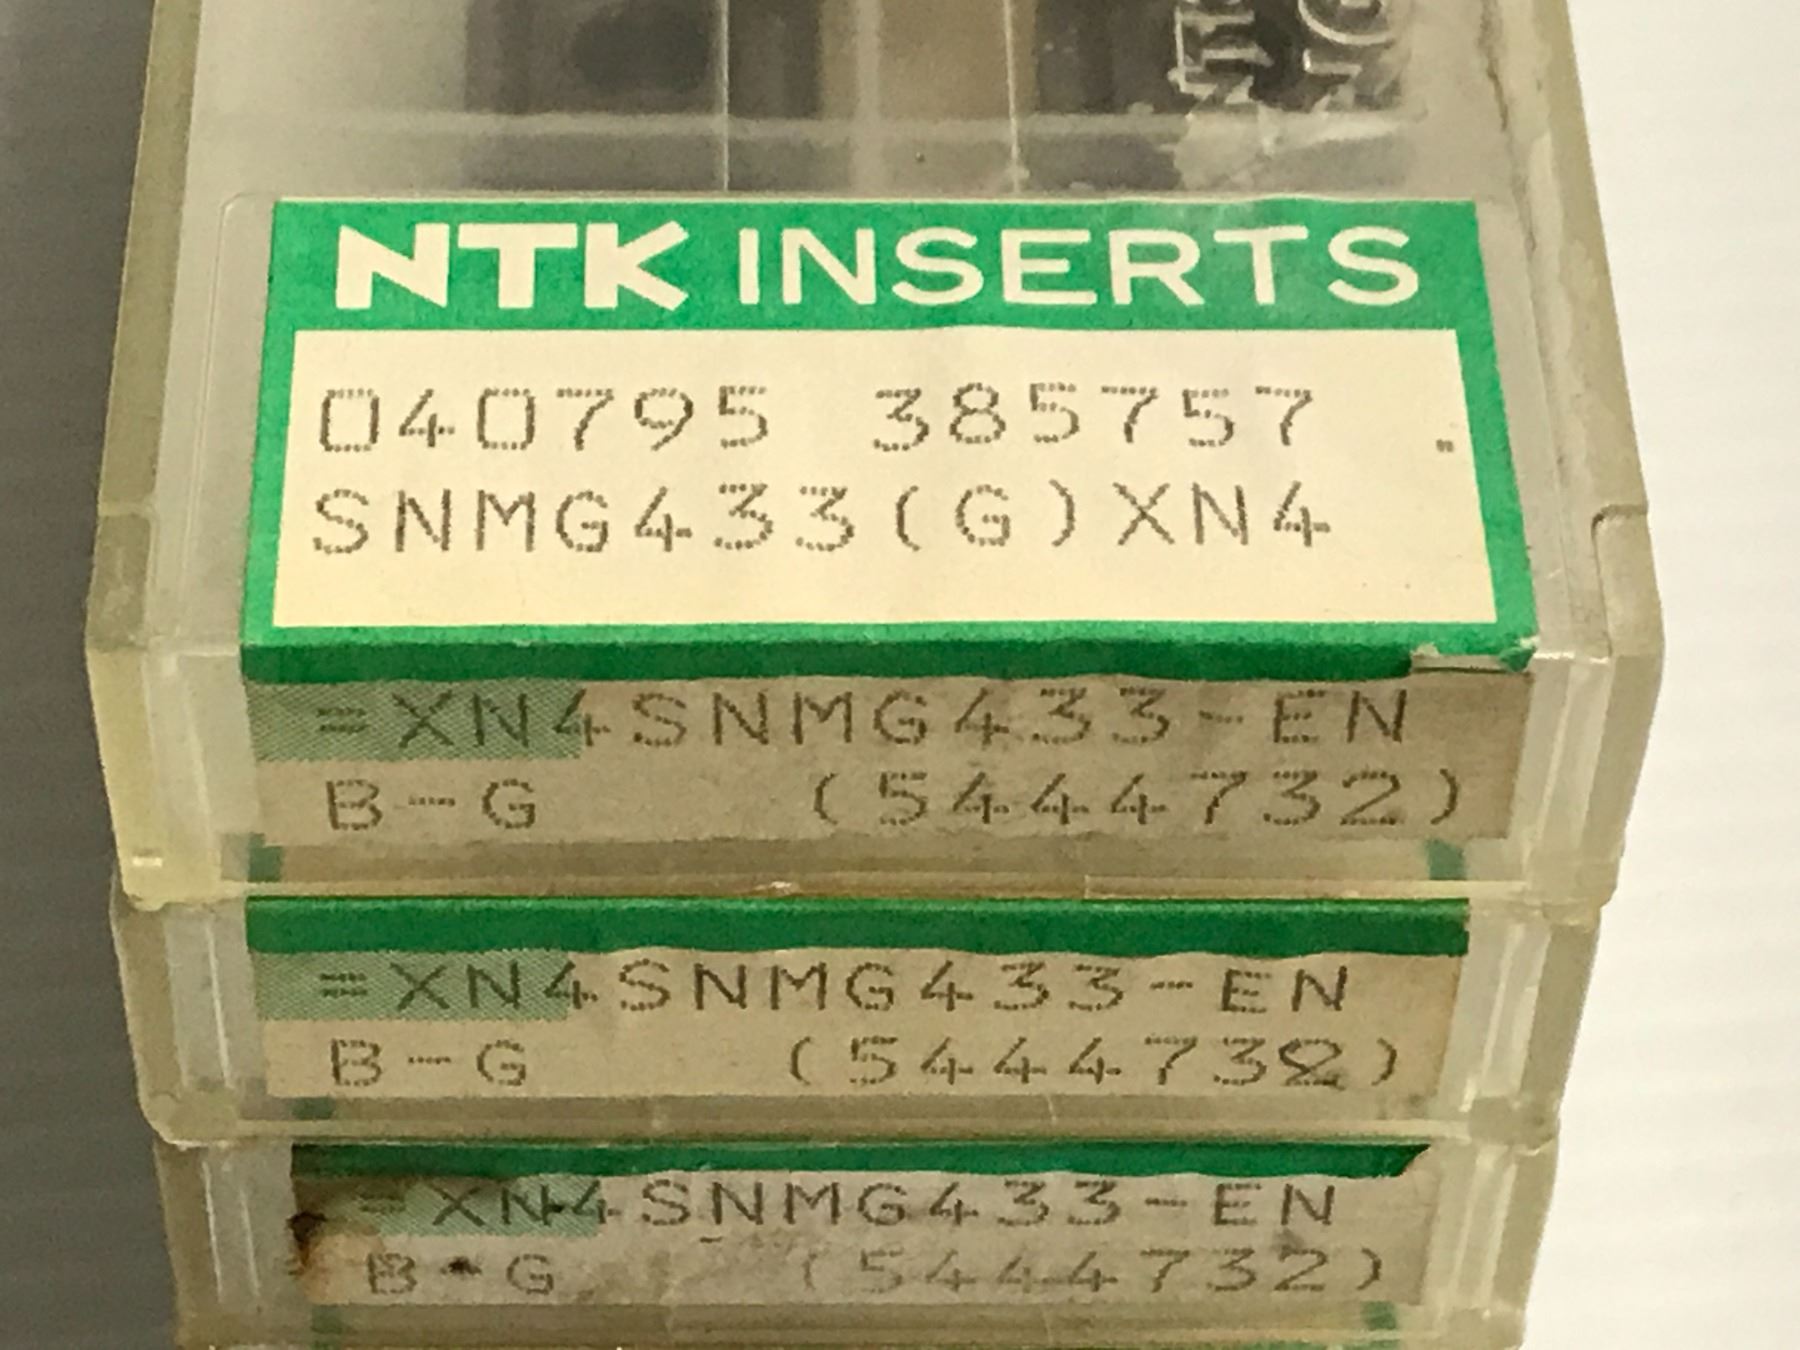 NTK INSERTS
040795 385757 .
SNMG433(G)XN4
=XN4SNMG433-EN
B-G (5444732)
=XN4SNMG433-EN
B-G (5444732)
=XN4SNMG433-EN
B-G (5444732)